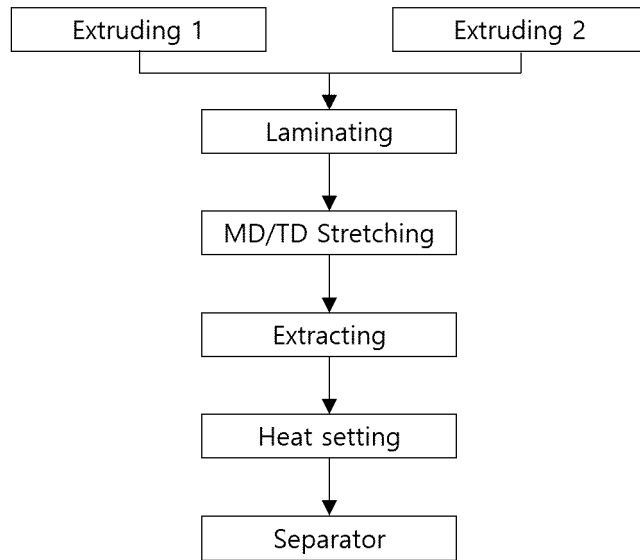 Extruding 1
Extruding 2
Laminating
MD/TD Stretching
Extracting
Heat setting
Separator